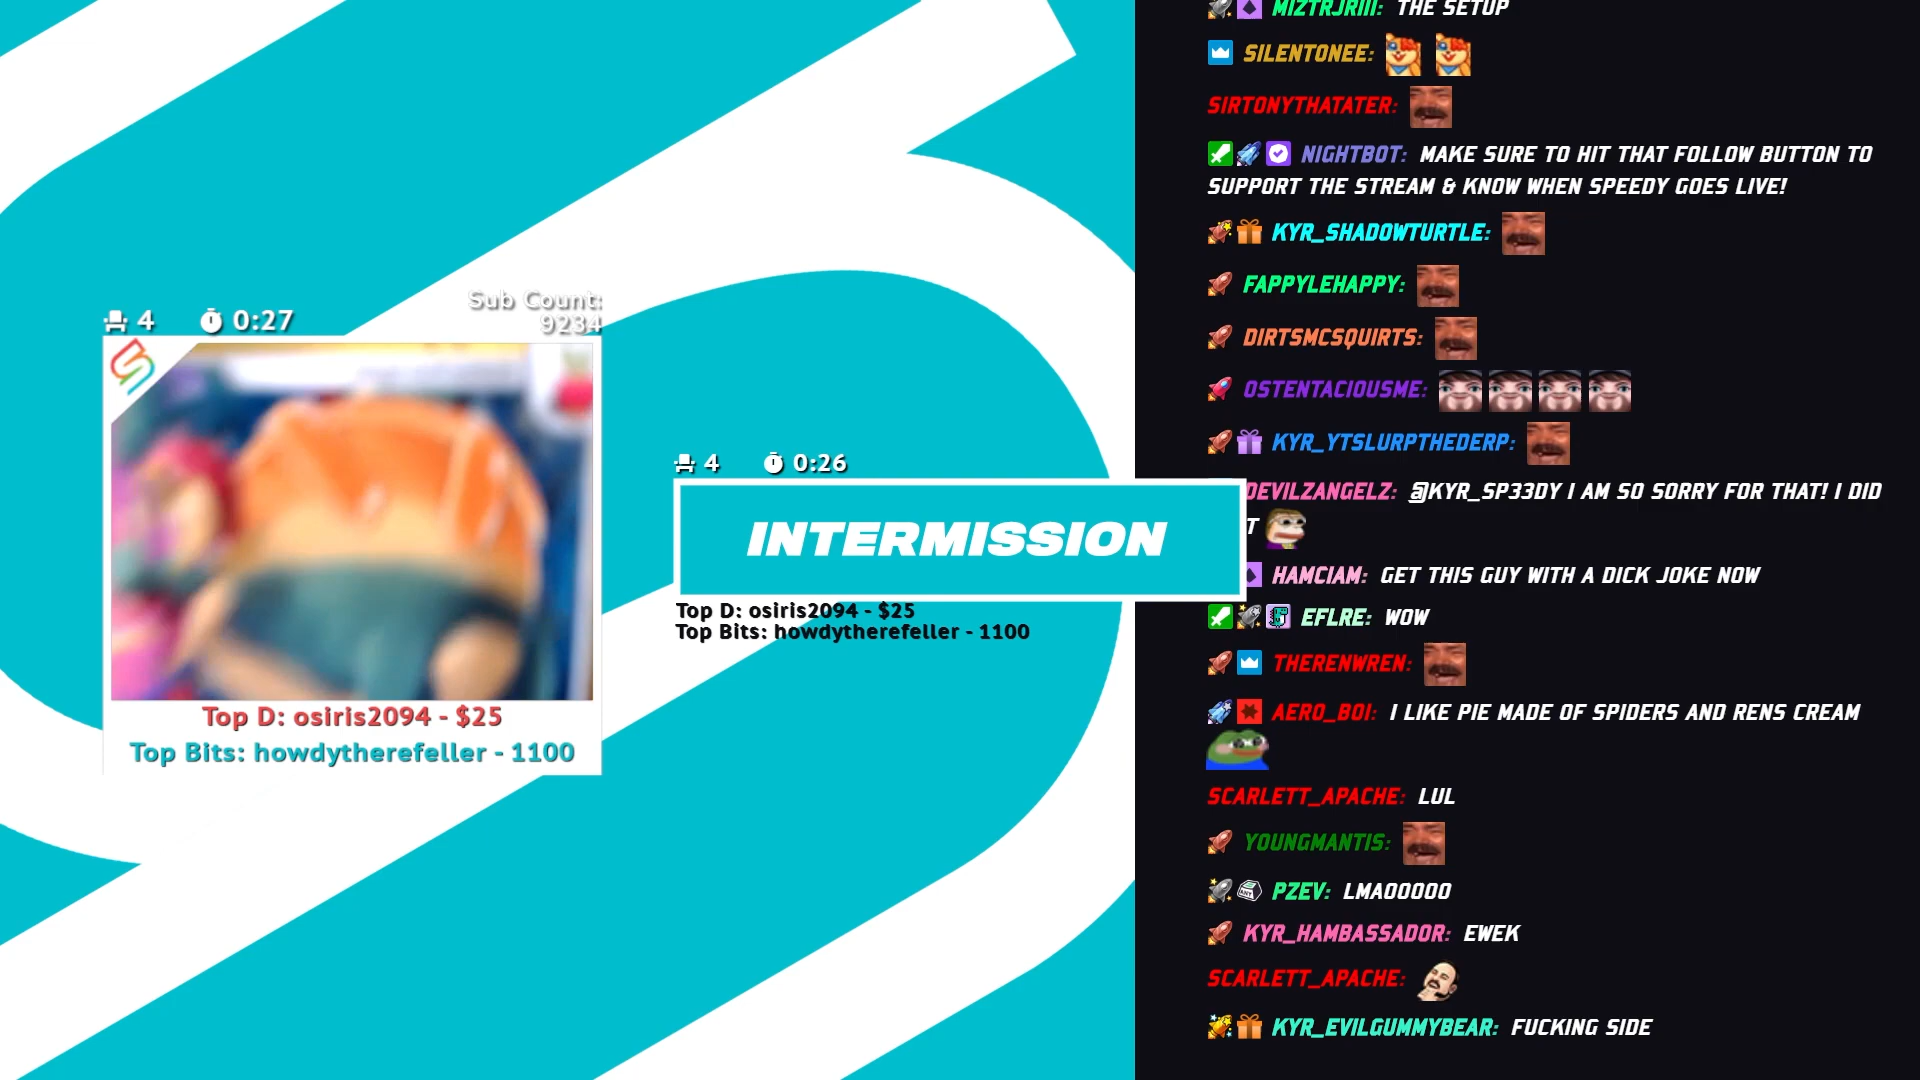 4 0:27
Sub Count:
9234
Top D: osiris2094 - $25
Top Bits: howdytherefeller - 1100
4 0:26
INTERMISSION
Top D: osiris2094 - $25
Top Bits: howdytherefeller - 1100
MIZTRJRIII: THE SETUP
SILENTONEE:
SIRTONYTHATATER:
NIGHTBOT: MAKE SURE TO HIT THAT FOLLOW BUTTON TO
SUPPORT THE STREAM & KNOW WHEN SPEEDY GOES LIVE!
KYR_SHADOWTURTLE:
FAPPYLEHAPPY:
DIRTSMCSQUIRTS:
OSTENTACIOUSME:
KYR_YTSLURPTHEDERP:
DEVILZANGELZ: @KYR_SP33DY I AM SO SORRY FOR THAT! I DID
T
HAMCIAM: GET THIS GUY WITH A DICK JOKE NOW
EFLRE: WOW
THERENWREN:
AERO_BOI: I LIKE PIE MADE OF SPIDERS AND RENS CREAM
SCARLETT_APACHE: LUL
YOUNGMANTIS:
PZEV: LMAOOOOO
KYR_HAMBASSADOR: EWEK
SCARLETT_APACHE:
KYR_EVILGUMMYBEAR: FUCKING SIDE